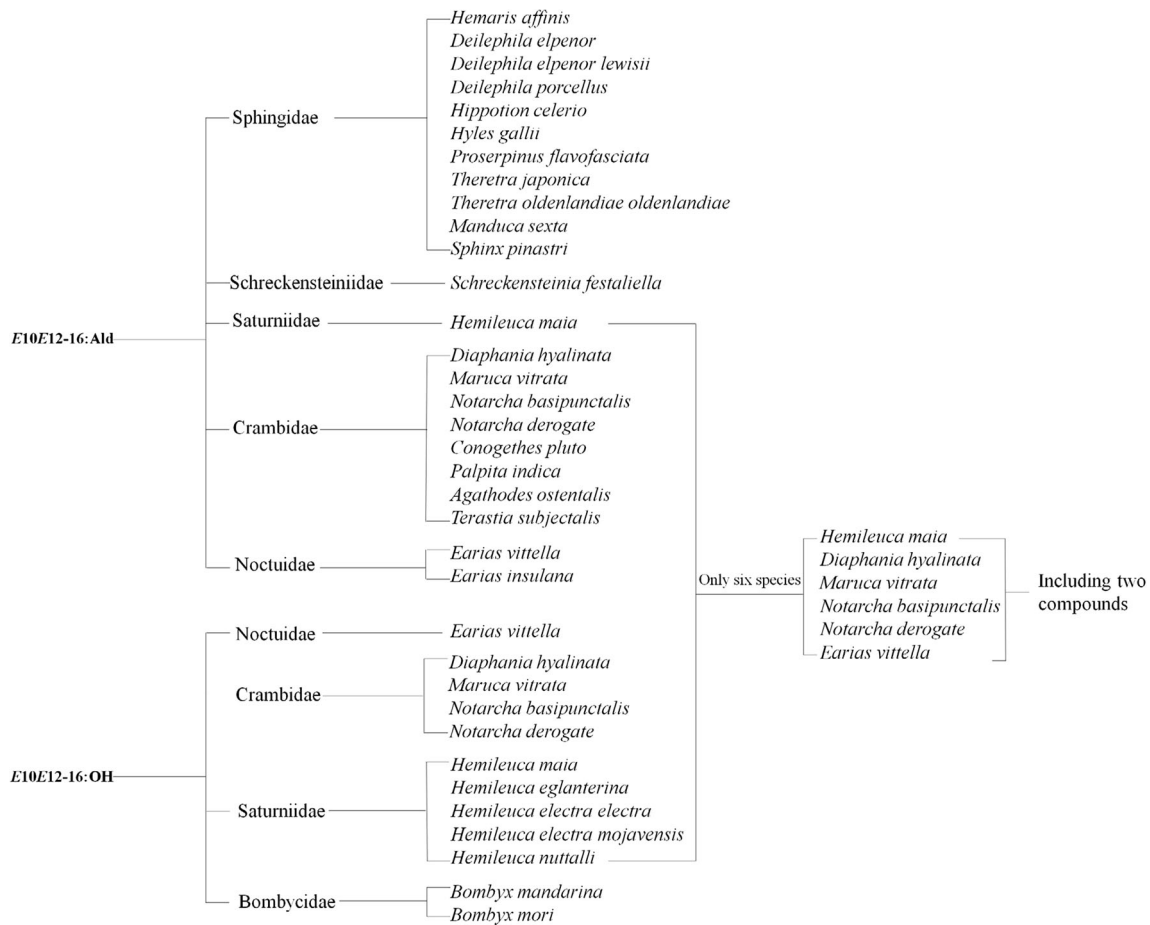 E10E12-16:Ald
Sphingidae
Hemaris affinis
Deilephila elpenor
Deilephila elpenor lewisii
Deilephila porcellus
Hippotion celerio
Hyles gallii
Proserpinus flavofasciata
Theretra japonica
Theretra oldenlandiae oldenlandiae
Manduca sexta
Sphinx pinastri
Schreckensteiniidae
Schreckensteinia festaliella
Saturniidae
Hemileuca maia
Crambidae
Diaphania hyalinata
Maruca vitrata
Notarcha basipunctalis
Notarcha derogate
Conogethes pluto
Palpita indica
Agathodes ostentalis
Terastia subjectalis
Noctuidae
Earias vittella
Earias insulana
E10E12-16:OH
Noctuidae
Earias vittella
Crambidae
Diaphania hyalinata
Maruca vitrata
Notarcha basipunctalis
Notarcha derogate
Saturniidae
Hemileuca maia
Hemileuca eglanterina
Hemileuca electra electra
Hemileuca electra mojavensis
Hemileuca nuttalli
Bombycidae
Bombyx mandarina
Bombyx mori
Only six species
Hemileuca maia
Diaphania hyalinata
Maruca vitrata
Notarcha basipunctalis
Notarcha derogate
Earias vittella
Including two
compounds